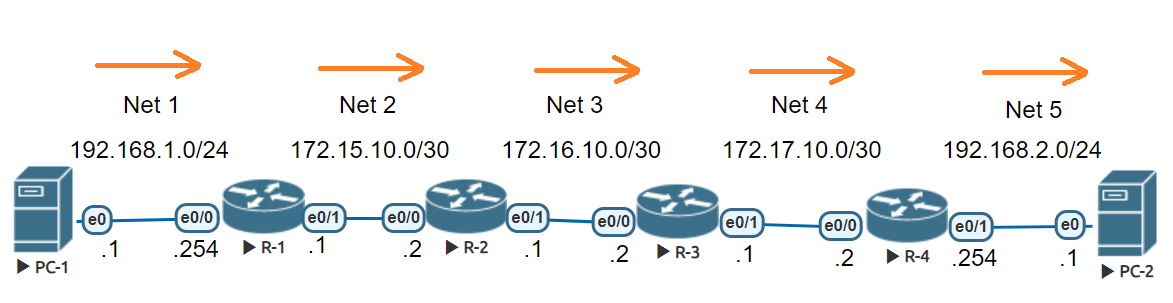 Net 1
Net 2
Net 3
Net 4
Net 5
192.168.1.0/24
172.15.10.0/30
172.16.10.0/30
172.17.10.0/30
192.168.2.0/24
e0
e0/0
e0/1
e0/0
e0/1
e0/0
e0/1
e0/0
e0/1
e0
.1
.254
R-1
.1
.2
R-2
.1
.2
R-3
.1
.2
R-4
.254
.1
PC-1
PC-2